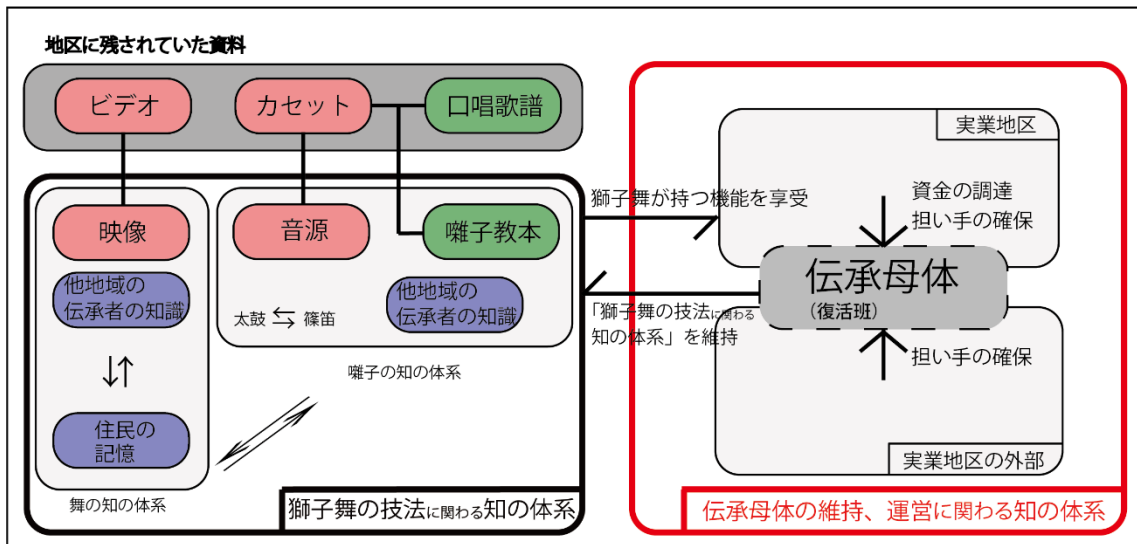 地区に残されていた資料
ビデオ
カセット
口唱歌譜
映像
他地域の
伝承者の知識
住民の
記憶
舞の知の体系
音源
囃子教本
他地域の
伝承者の知識
太鼓
篠笛
囃子の知の体系
獅子舞の技法に関わる知の体系
獅子舞が持つ機能を享受
「獅子舞の技法に関わる
知の体系」を維持
実業地区
資金の調達
担い手の確保
伝承母体
（復活班）
担い手の確保
実業地区の外部
伝承母体の維持、運営に関わる知の体系